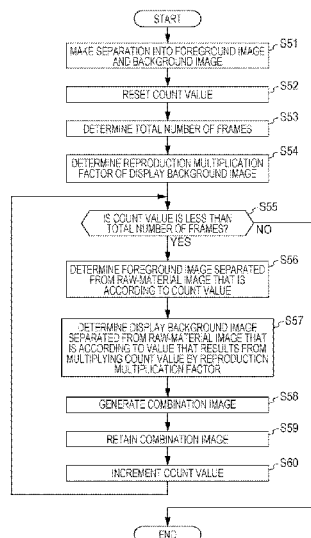 START
S51
MAKE SEPARATION INTO FOREGROUND IMAGE
AND BACKGROUND IMAGE
S52
RESET COUNT VALUE
S53
DETERMINE TOTAL NUMBER OF FRAMES
S54
DETERMINE REPRODUCTION MULTIPLICATION
FACTOR OF DISPLAY BACKGROUND IMAGE
S55
IS COUNT VALUE IS LESS THAN
TOTAL NUMBER OF FRAMES?
NO
YES
S56
DETERMINE FOREGROUND IMAGE SEPARATED
FROM RAW-MATERIAL IMAGE THAT IS
ACCORDING TO COUNT VALUE
S57
DETERMINE DISPLAY BACKGROUND IMAGE
SEPARATED FROM RAW-MATERIAL IMAGE THAT
IS ACCORDING TO VALUE THAT RESULTS FROM
MULTIPLYING COUNT VALUE BY REPRODUCTION
MULTIPLICATION FACTOR
S58
GENERATE COMBINATION IMAGE
S59
RETAIN COMBINATION IMAGE
S60
INCREMENT COUNT VALUE
END